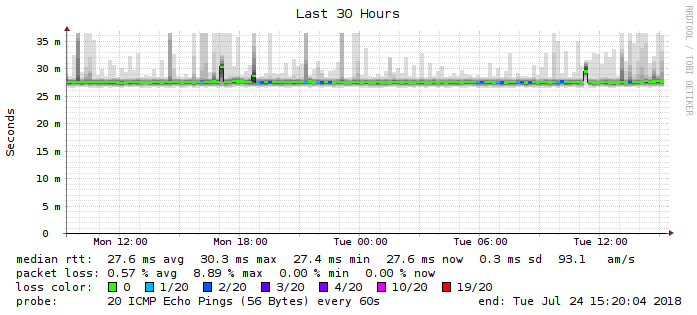 Last 30 Hours
RRDTOOL / TOBI OETIKER
Seconds
35 m
30 m
25 m
20 m
15 m
10 m
5 m
0
Mon 12:00 Mon 18:00 Tue 00:00 Tue 06:00 Tue 12:00
median rtt: 27.6 ms avg 30.3 ms max 27.4 ms min 27.6 ms now 0.3 ms sd 93.1 am/s
packet loss: 0.57 % avg 8.89 % max 0.00 % min 0.00 % now
loss color: 0 1/20 2/20 3/20 4/20 10/20 19/20
probe: 20 ICMP Echo Pings (56 Bytes) every 60s end: Tue Jul 24 15:20:04 2018